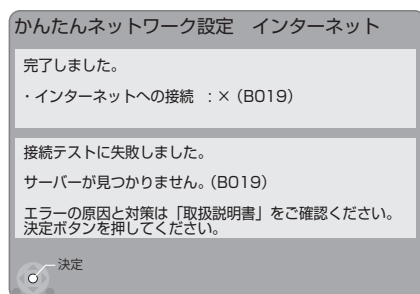 かんたんネットワーク設定　インターネット
完了しました。
・インターネットへの接続　：×（B019）
接続テストに失敗しました。
サーバーが見つかりません。（B019）
エラーの原因と対策は「取扱説明書」をご確認ください。
決定ボタンを押してください。
決定